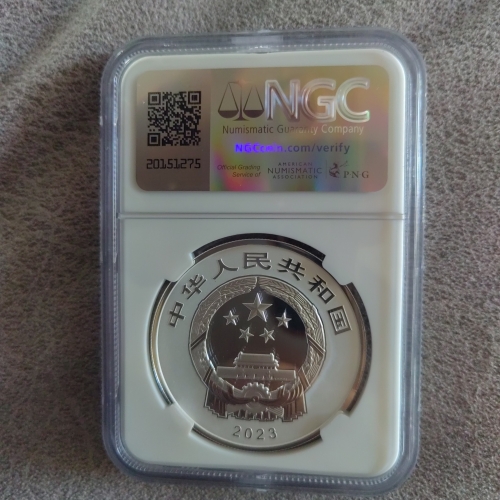 NGC
Numismatic Guaranty Company
NGCcoin.com/verify
20151275
Official Grading
Service of
AMERICAN
NUMISMATIC
ASSOCIATION
PNG
中华人民共和国
2023